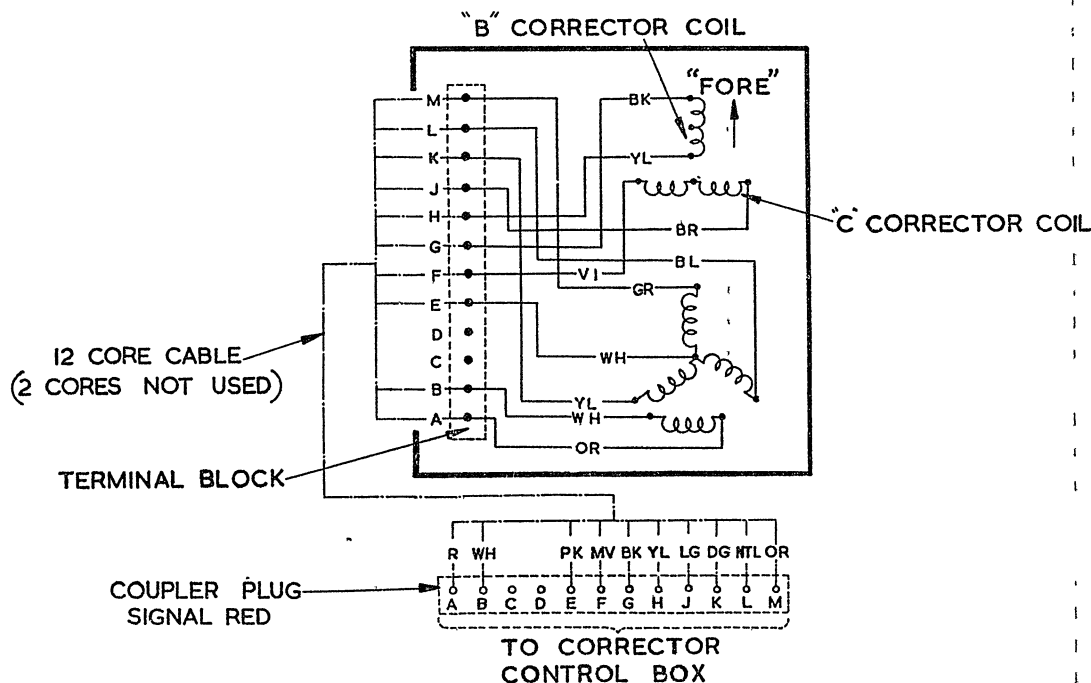 "B" CORRECTOR COIL
"FORE"
M
BK
L
K
YL
J
H
"C" CORRECTOR COIL
BR
G
BL
F
VI
GR
E
D
12 CORE CABLE
(2 CORES NOT USED)
WH
C
B
YL
WH
A
OR
TERMINAL BLOCK
R WH PK MV BK YL LG DG NTL OR
COUPLER PLUG
SIGNAL RED
A B C D E F G H J K L M
TO CORRECTOR
CONTROL BOX